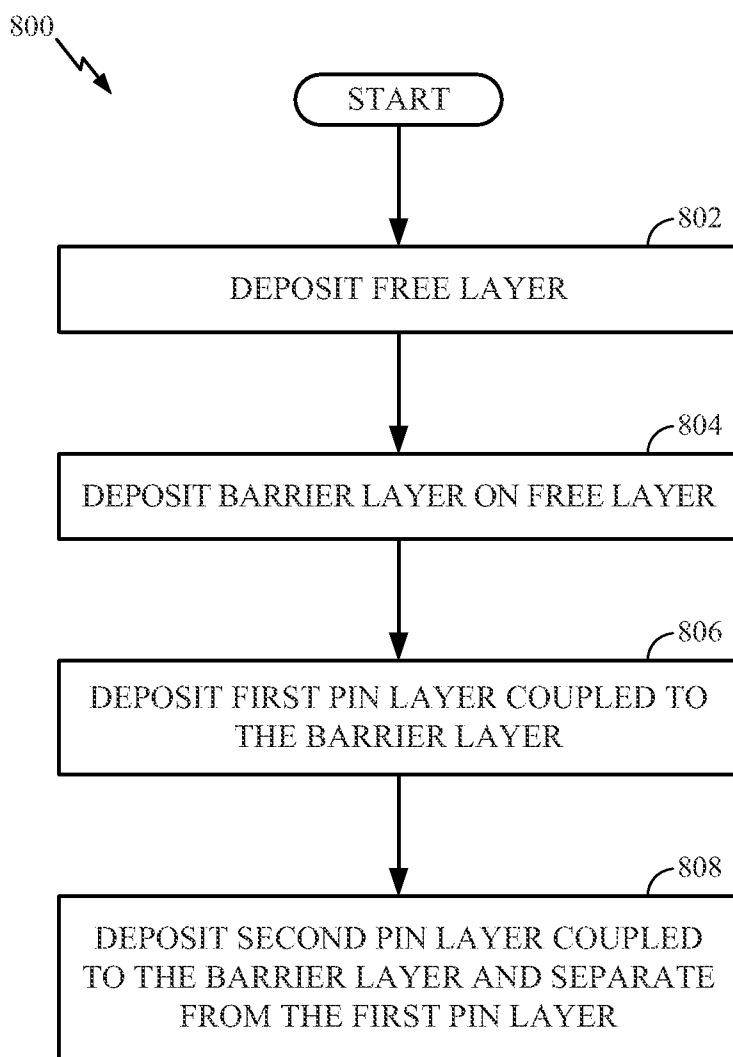 800
START
802
DEPOSIT FREE LAYER
804
DEPOSIT BARRIER LAYER ON FREE LAYER
806
DEPOSIT FIRST PIN LAYER COUPLED TO
THE BARRIER LAYER
808
DEPOSIT SECOND PIN LAYER COUPLED
TO THE BARRIER LAYER AND SEPARATE
FROM THE FIRST PIN LAYER